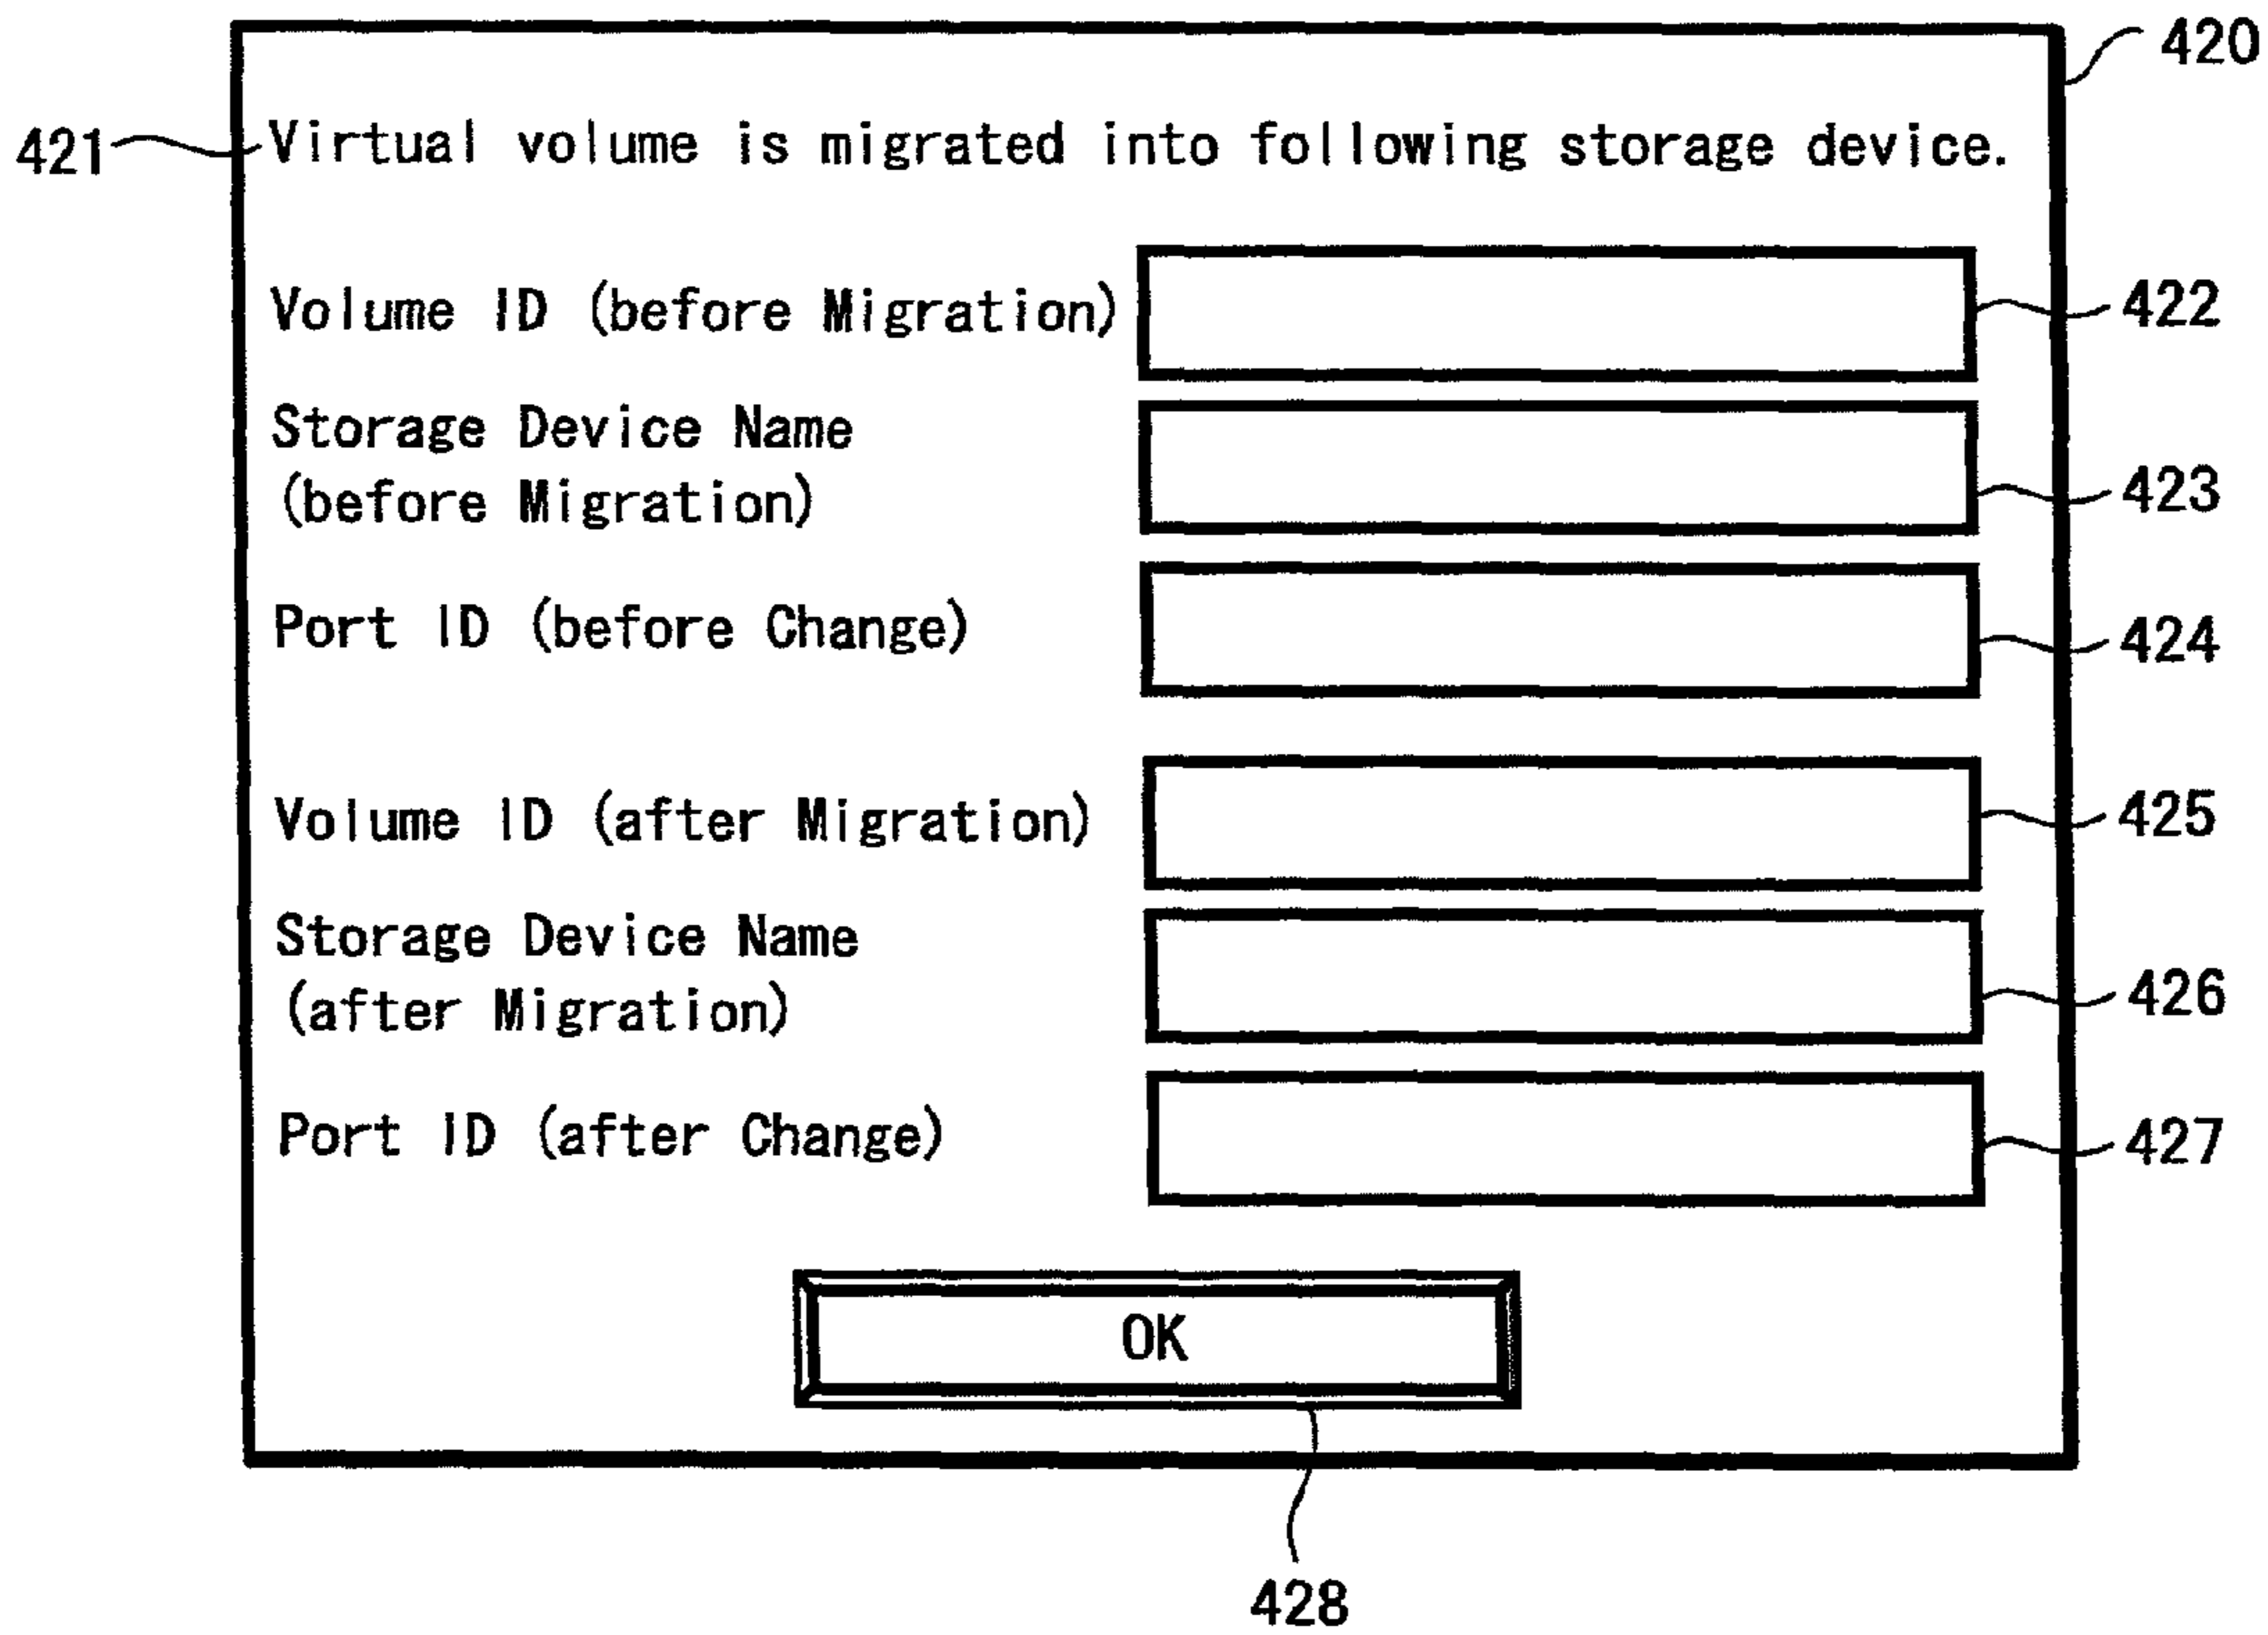 420
421 Virtual volume is migrated into following storage device.
Volume ID (before Migration) 422
Storage Device Name
(before Migration) 423
Port ID (before Change) 424
Volume ID (after Migration) 425
Storage Device Name
(after Migration) 426
Port ID (after Change) 427
OK
428